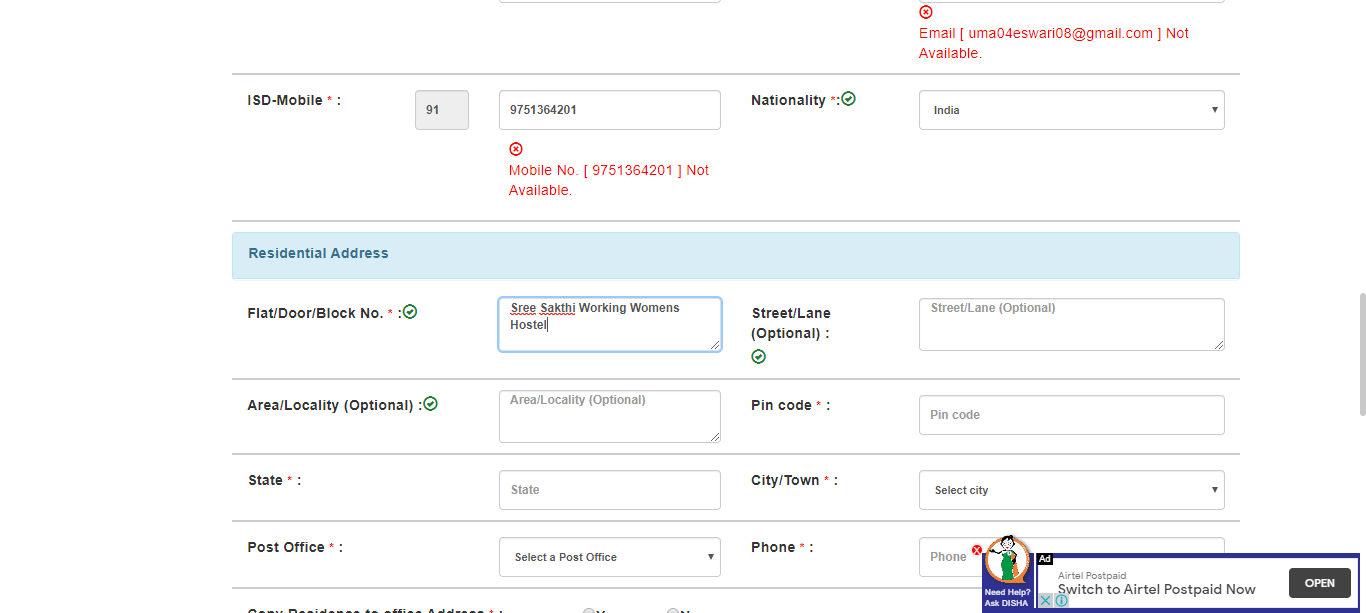 Email [ uma04eswari08@gmail.com ] Not
Available.
ISD-Mobile * :
91
9751364201
Nationality *:
India
Mobile No. [ 9751364201 ] Not
Available.
Residential Address
Flat/Door/Block No. * :
Sree Sakthi Working Womens
Hostel
Street/Lane
(Optional) :
Street/Lane (Optional)
Area/Locality (Optional) :
Area/Locality (Optional)
Pin code * :
Pin code
State * :
State
City/Town * :
Select city
Post Office * :
Select a Post Office
Phone * :
Phone
Need Help?
Ask DISHA
Ad
Airtel Postpaid
Switch to Airtel Postpaid Now
OPEN
Copy Residence to office Address * :